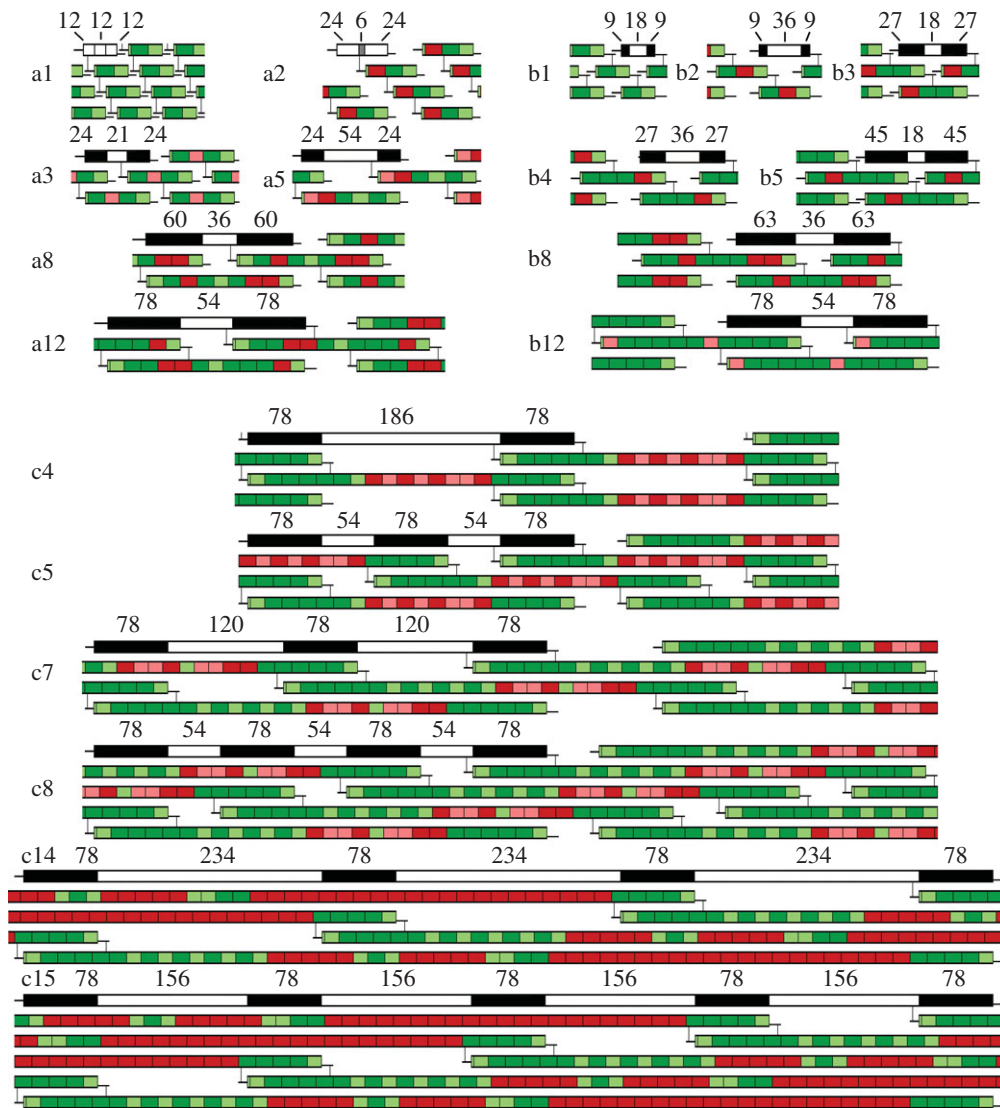 12 12 12
24 6 24
9 18 9
9 36 9
27 18 27
a1
a2
b1
b2
b3
24 21 24
24 54 24
27 36 27
45 18 45
a3
a5
b4
b5
60 36 60
63 36 63
a8
b8
78 54 78
78 54 78
a12
b12
78 186 78
c4
78 54 78 54 78
c5
78 120 78 120 78
c7
78 54 78 54 78 54 78
c8
c14 78 234 78 234 78 234 78
c15 78 156 78 156 78 156 78 156 78